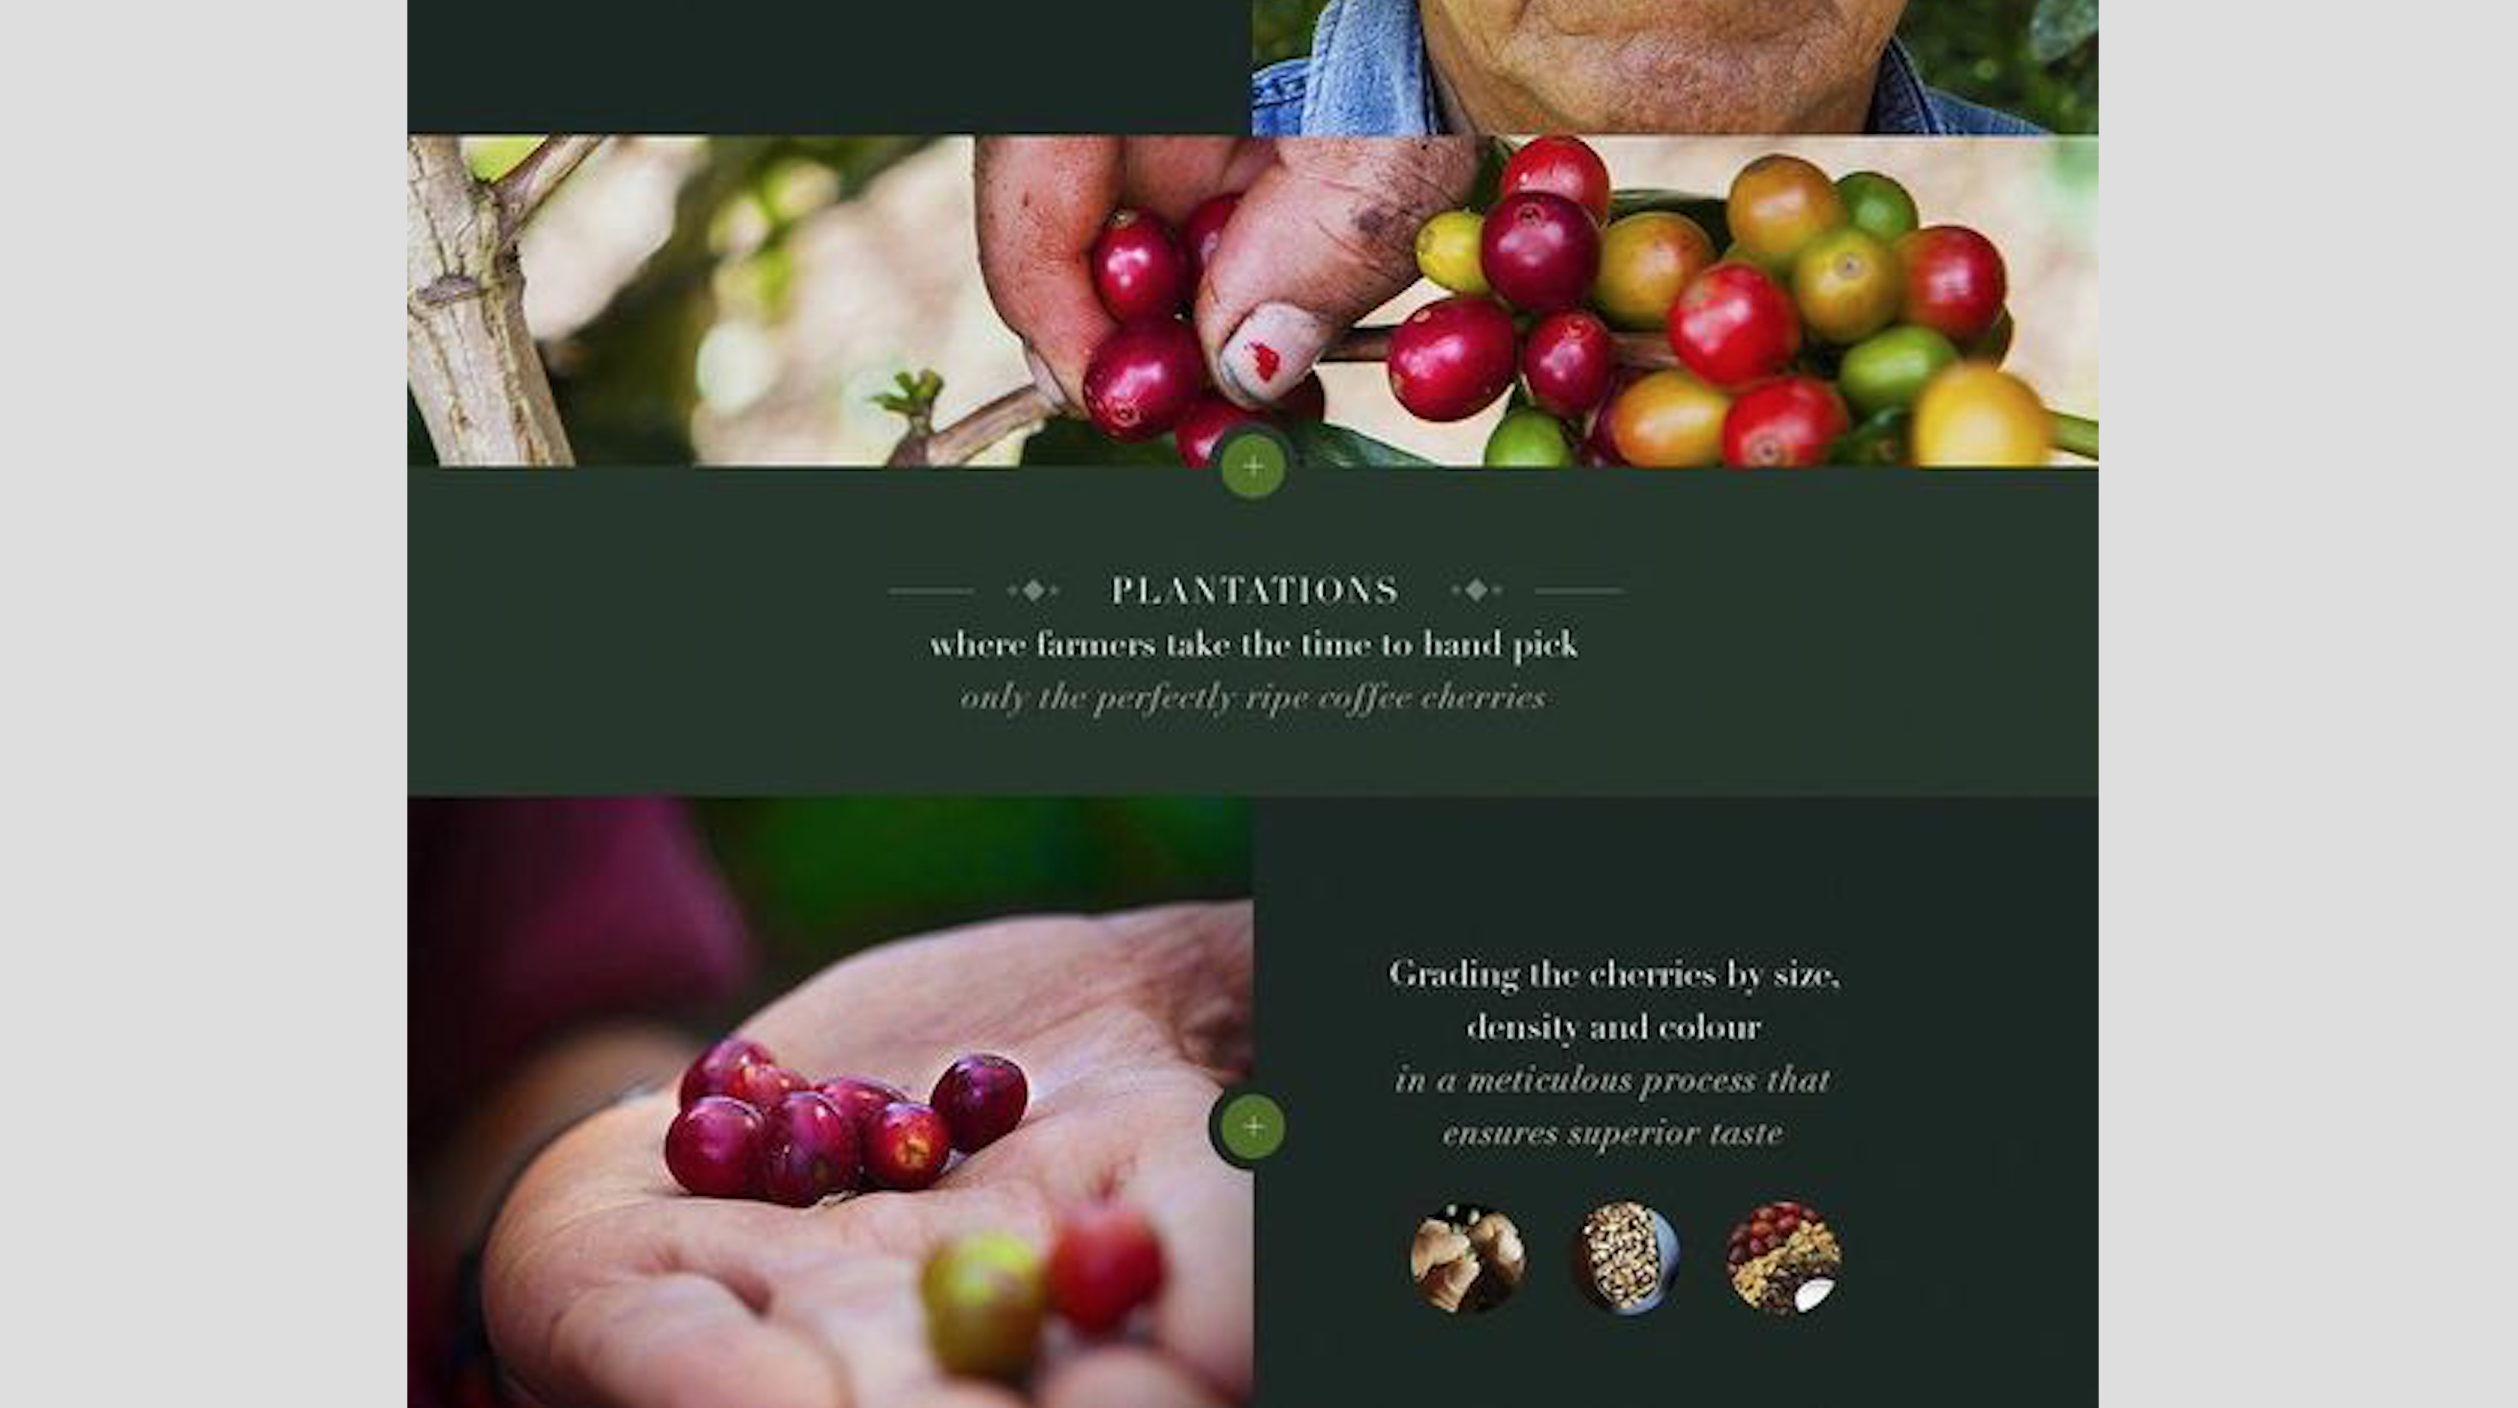 PLANTATIONS
where farmers take the time to hand pick
only the perfectly ripe coffee cherries
Grading the cherries by size,
density and colour
in a meticulous process that
ensures superior taste